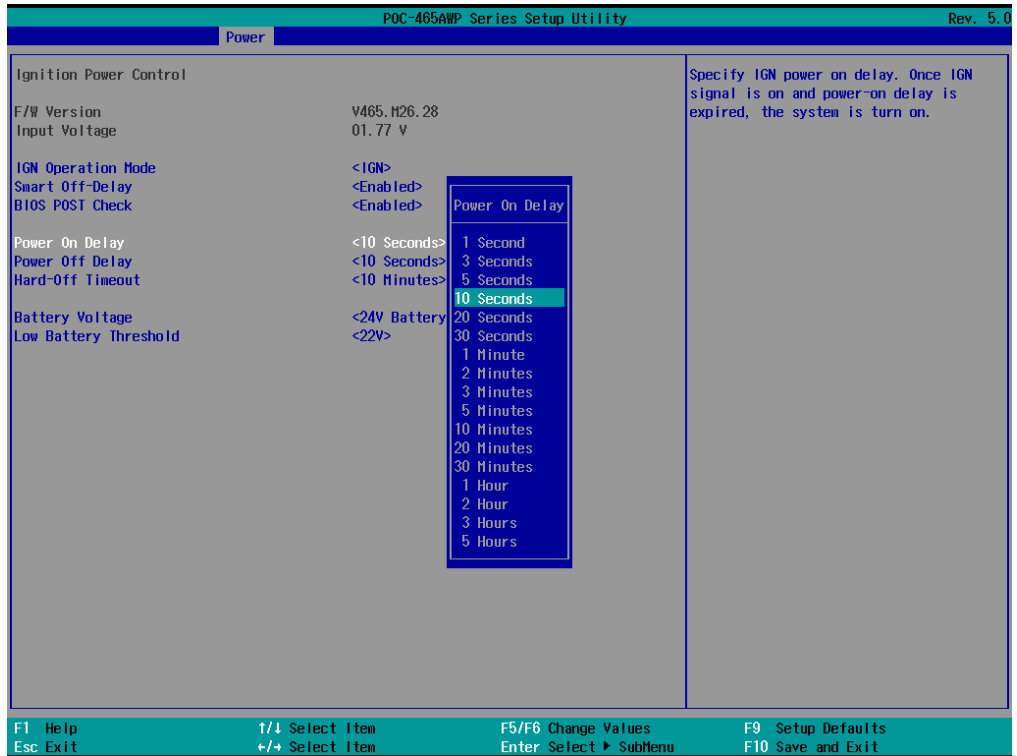 POC-465AWP Series Setup Utility Rev. 5.0
Power
Ignition Power Control
F/W Version V465.M26.28
Input Voltage 01.77 V
IGN Operation Mode <IGN>
Smart Off-Delay <Enabled>
BIOS POST Check <Enabled>
Power On Delay <10 Seconds>
Power Off Delay <10 Seconds>
Hard-Off Timeout <10 Minutes>
Battery Voltage <24V Battery
Low Battery Threshold <22V>
Power On Delay
1 Second
3 Seconds
5 Seconds
10 Seconds
20 Seconds
30 Seconds
1 Minute
2 Minutes
3 Minutes
5 Minutes
10 Minutes
20 Minutes
30 Minutes
1 Hour
2 Hour
3 Hours
5 Hours
Specify IGN power on delay. Once IGN
signal is on and power-on delay is
expired, the system is turn on.
F1 Help ↑/↓ Select Item F5/F6 Change Values F9 Setup Defaults
Esc Exit ←/→ Select Item Enter Select ▶ SubMenu F10 Save and Exit